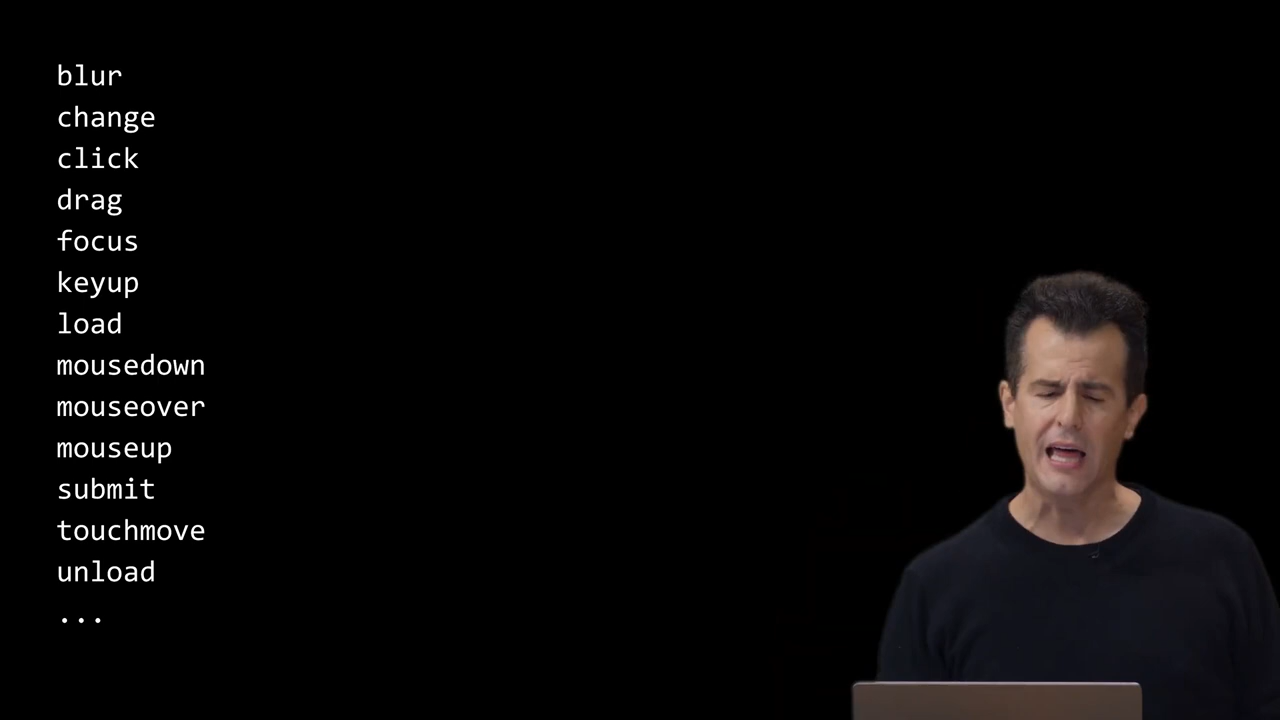 blur
change
click
drag
focus
keyup
load
mousedown
mouseover
mouseup
submit
touchmove
unload
...